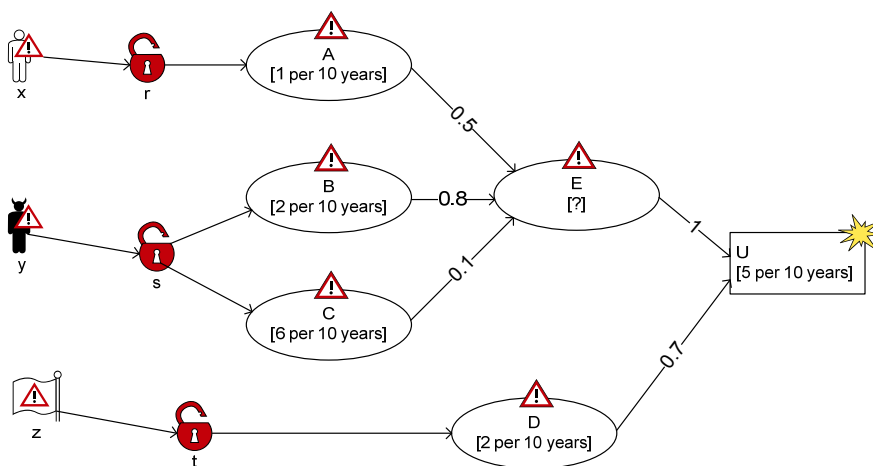 x
r
A
[1 per 10 years]
0.5
y
s
B
[2 per 10 years]
0.8
C
[6 per 10 years]
0.1
E
[?]
1
U
[5 per 10 years]
z
t
D
[2 per 10 years]
0.7